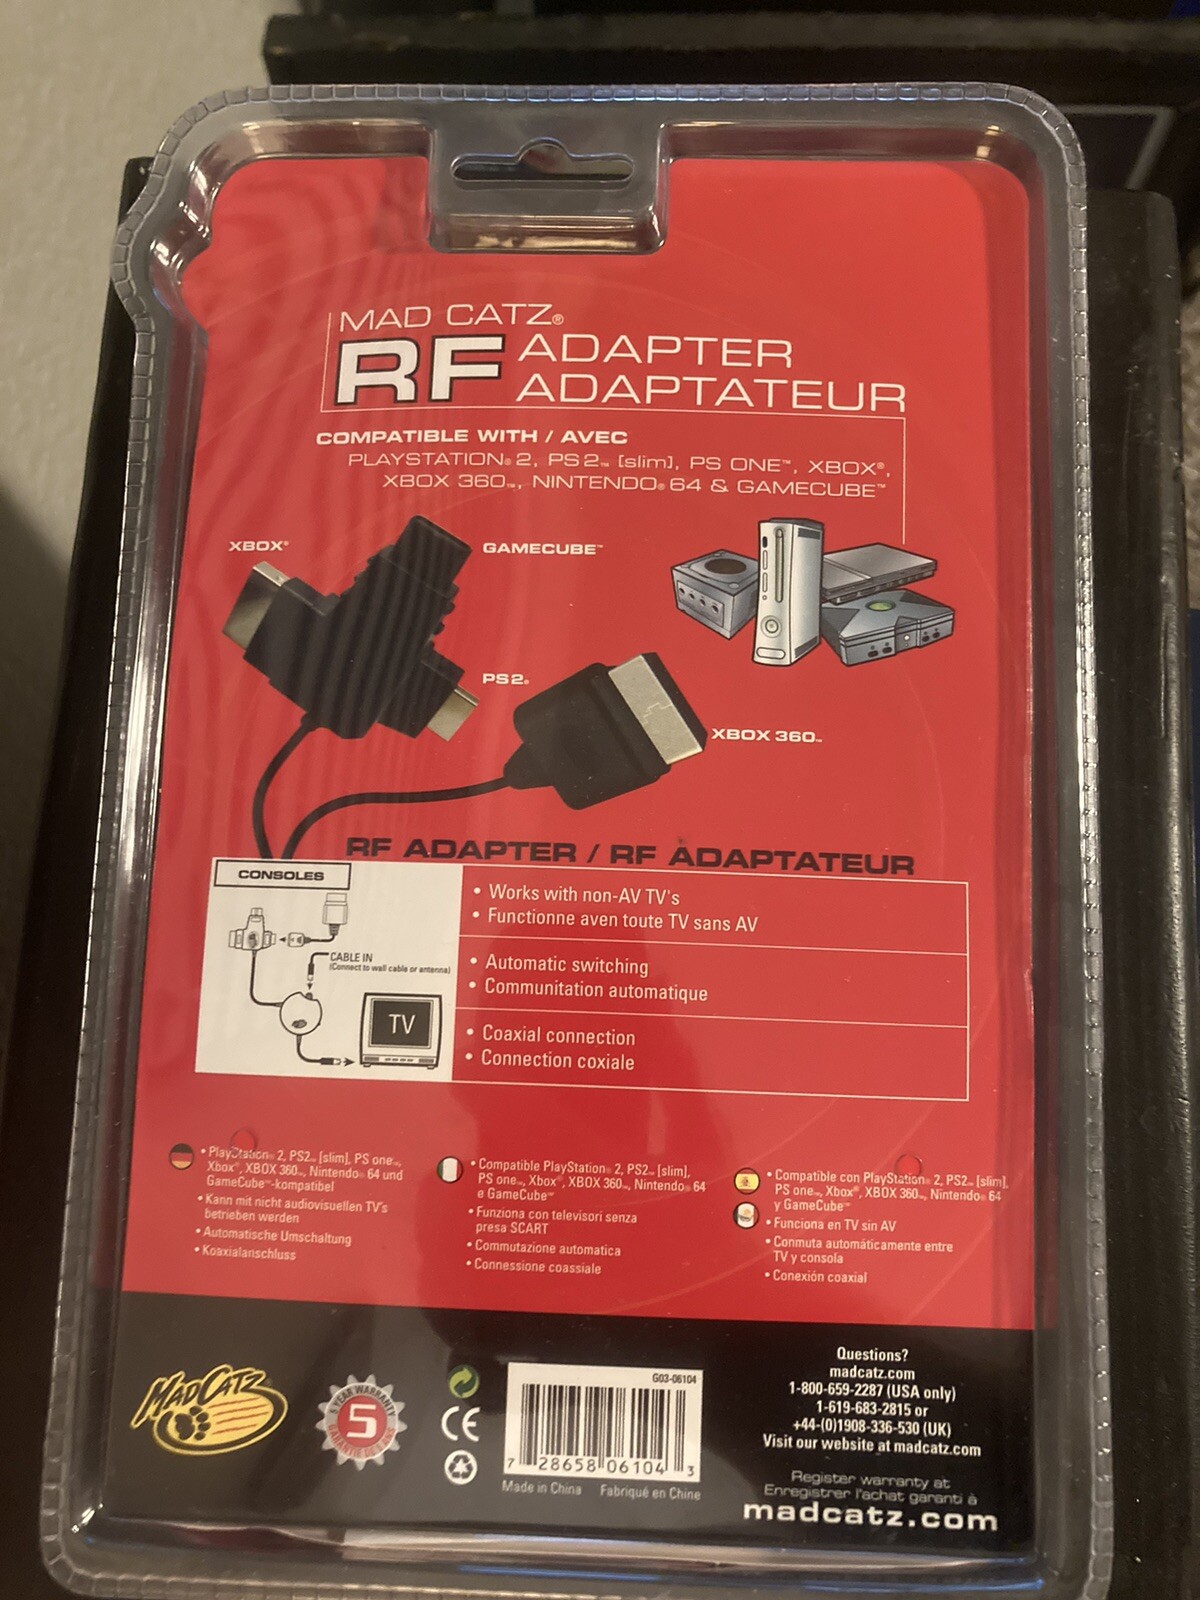 MAD CATZ®
RF ADAPTER
ADAPTATEUR
COMPATIBLE WITH / AVEC
PLAYSTATION® 2, PS2™ [slim], PS ONE™, XBOX®,
XBOX 360™, NINTENDO® 64 & GAMECUBE™
XBOX®
GAMECUBE™
PS2®
XBOX 360™
RF ADAPTER / RF ADAPTATEUR
CONSOLES
CABLE IN
(Connect to wall cable or antenna)
TV
• Works with non-AV TV's
• Functionne aven toute TV sans AV
• Automatic switching
• Communitation automatique
• Coaxial connection
• Connection coxiale
• PlayStation® 2, PS2™ [slim], PS one™,
Xbox®, XBOX 360™, Nintendo® 64 und
GameCube™-kompatibel
• Kann mit nicht audiovisuellen TV's
betrieben werden
• Automatische Umschaltung
• Koaxialanschluss
• Compatible PlayStation® 2, PS2™ [slim],
PS one™, Xbox®, XBOX 360™, Nintendo® 64
e GameCube™
• Funziona con televisori senza
presa SCART
• Commutazione automatica
• Connessione coassiale
• Compatible con PlayStation® 2, PS2™ [slim],
PS one™, Xbox®, XBOX 360™, Nintendo® 64
y GameCube™
• Funciona en TV sin AV
• Conmuta automáticamente entre
TV y consola
• Conexión coaxial
MAD CATZ®
5 YEAR WARRANTY
5
CE
G03-06104
7 28658 06104 3
Made in China Fabriqué en Chine
Questions?
madcatz.com
1-800-659-2287 (USA only)
1-619-683-2815 or
+44-(0)1908-336-530 (UK)
Visit our website at madcatz.com
Register warranty at
Enregistrer l'achat garanti à
madcatz.com